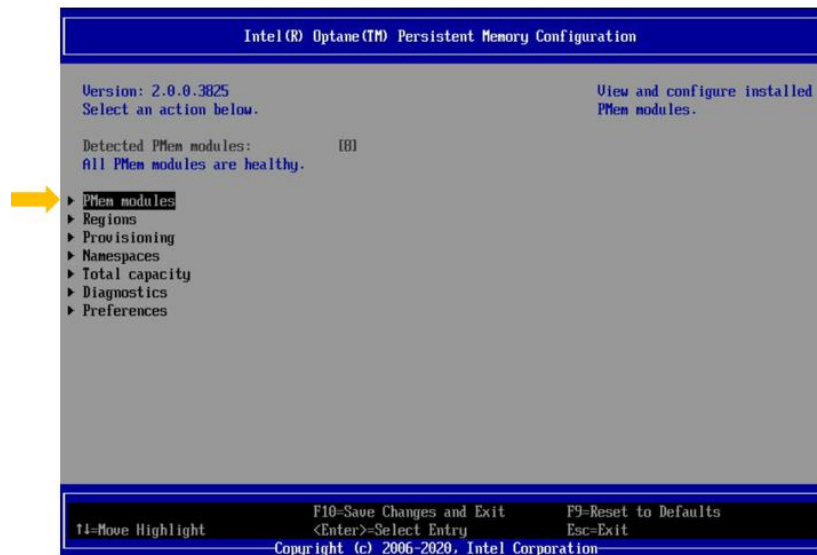 Intel(R) Optane(TM) Persistent Memory Configuration
Version: 2.0.0.3825
Select an action below.
View and configure installed
PMem modules.
Detected PMem modules: [8]
All PMem modules are healthy.
PMem modules
Regions
Provisioning
Namespaces
Total capacity
Diagnostics
Preferences
F10=Save Changes and Exit F9=Reset to Defaults
↑↓=Move Highlight <Enter>=Select Entry Esc=Exit
Copyright (c) 2006-2020, Intel Corporation